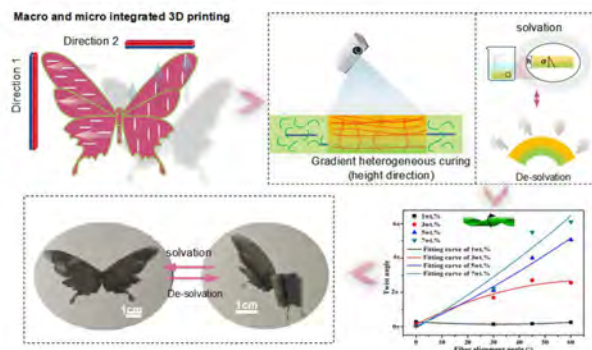 Macro and micro integrated 3D printing
Direction 2
Direction 1
Gradient heterogeneous curing
(height direction)
solvation
De-solvation
solvation
De-solvation
1cm
1cm
1wt.%
3wt.%
5wt.%
7wt.%
Fitting curve of 1wt.%
Fitting curve of 3wt.%
Fitting curve of 5wt.%
Fitting curve of 7wt.%
Twist angle
Fiber alignment angle